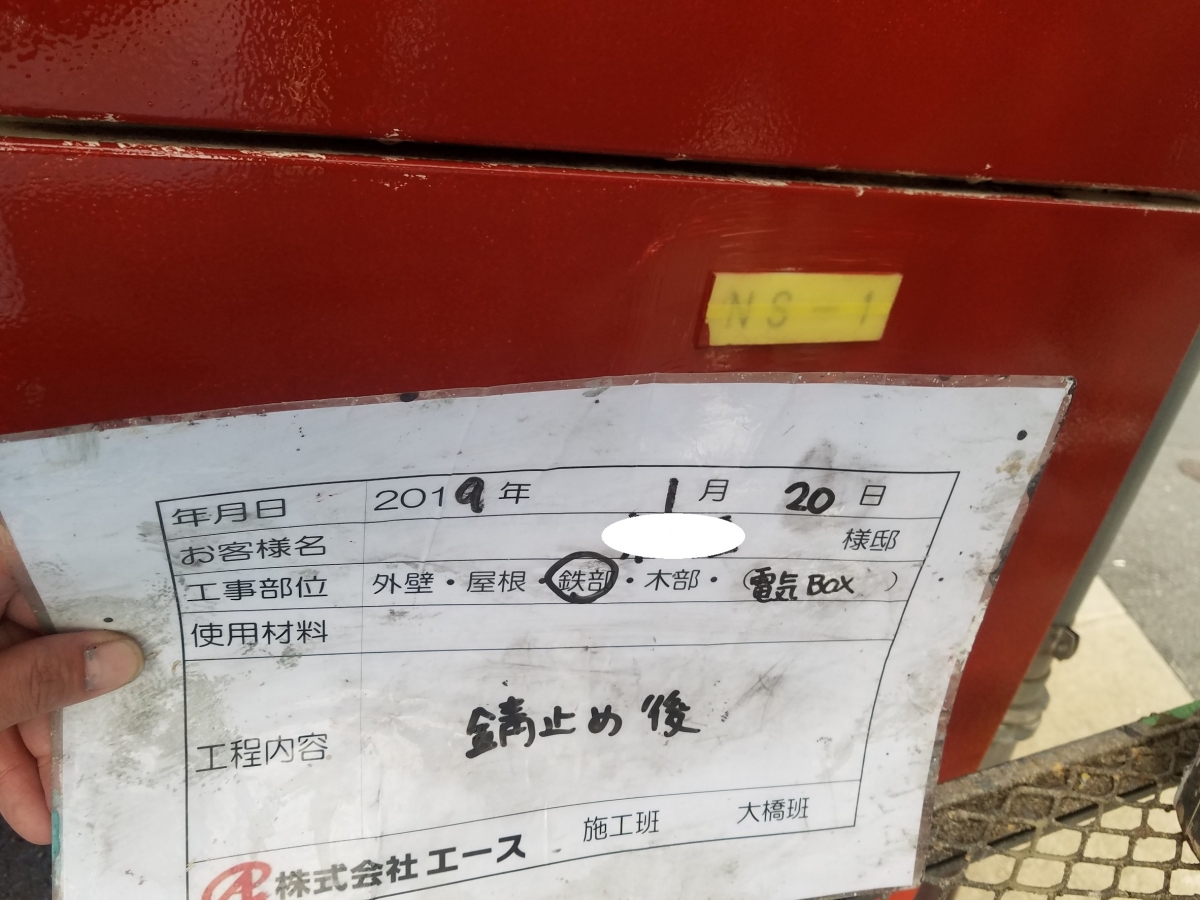 NS-1
年月日 2019年 1月 20日
お客様名 様邸
工事部位 外壁・屋根・鉄部・木部・(電気BOX)
使用材料
工程内容 錆止め後
施工班 大橋班
株式会社エース